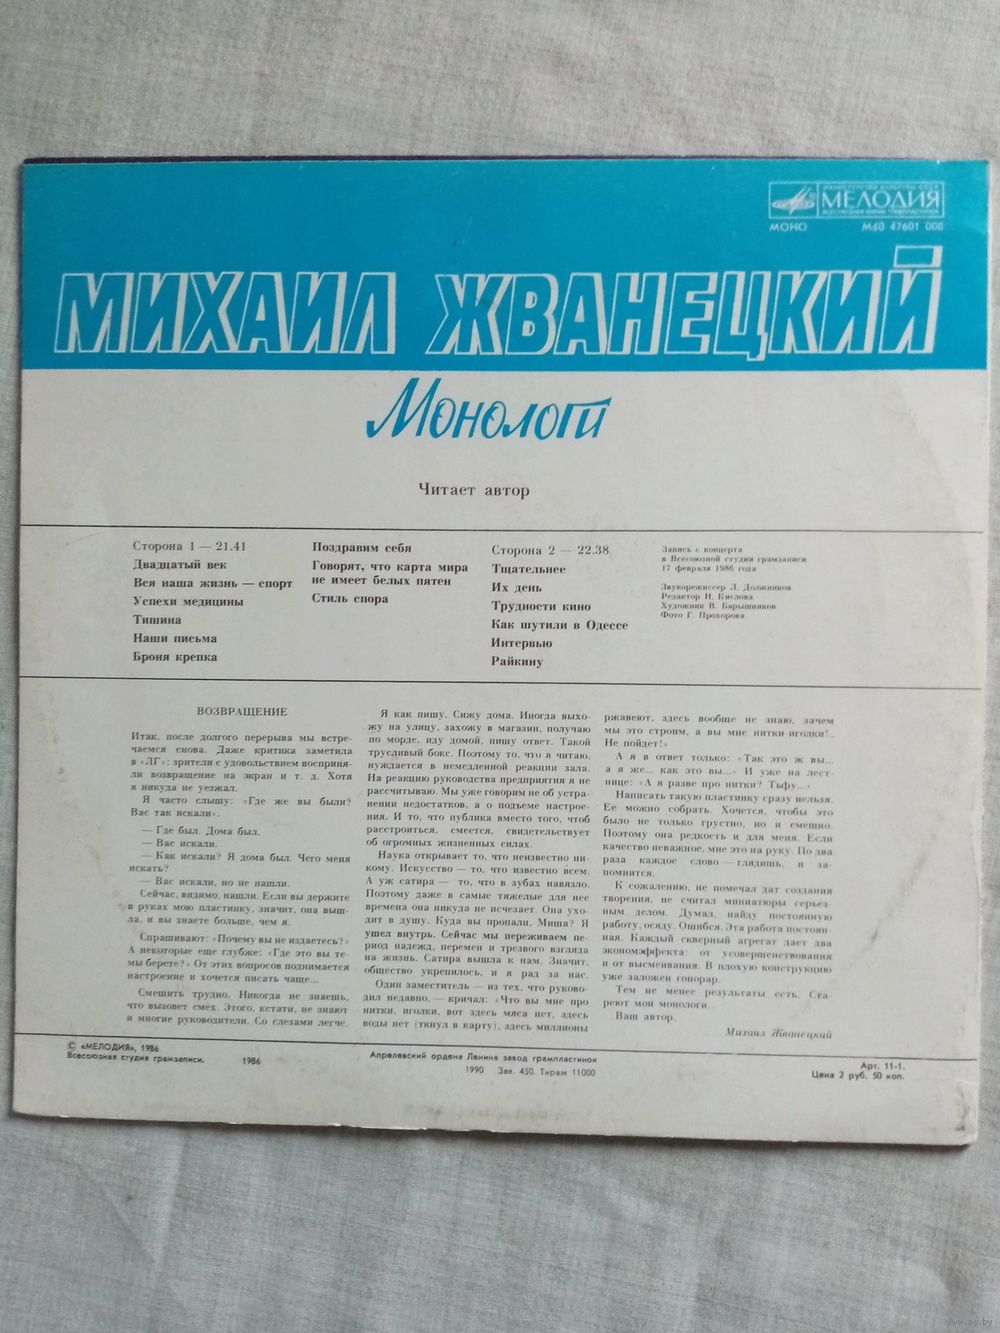 МИНИСТЕРСТВО КУЛЬТУРЫ СССР
МЕЛОДИЯ
ВСЕСОЮЗНАЯ ФИРМА ГРАМПЛАСТИНОК
МОНО М60 47601 008
МИХАИЛ ЖВАНЕЦКИЙ
Монологи
Читает автор
Сторона 1 — 21.41
Двадцатый век
Вся наша жизнь — спорт
Успехи медицины
Тишина
Наши письма
Броня крепка
Поздравим себя
Говорят, что карта мира
не имеет белых пятен
Стиль спора
Сторона 2 — 22.38
Тщательнее
Их день
Трудности кино
Как шутили в Одессе
Интервью
Райкину
Запись с концерта
в Всесоюзной студии грамзаписи
17 февраля 1986 года
Звукорежиссер Л. Должников
Редактор Н. Кислова
Художник В. Барышников
Фото Г. Прохорова
ВОЗВРАЩЕНИЕ
Итак, после долгого перерыва мы встре-
чаемся снова. Даже критика заметила
в «ЛГ»: зрители с удовольствием восприня-
ли возвращение на экран и т. д. Хотя
я никуда не уезжал.
Я часто слышу: «Где же вы были?
Вас так искали».
— Где был. Дома был.
— Вас искали.
— Как искали? Я дома был. Чего меня
искать?
— Вас искали, но не нашли.
Сейчас, видимо, нашли. Если вы держите
в руках мою пластинку, значит, она выш-
ла, и вы знаете больше, чем я.
Спрашивают: «Почему вы не издаетесь?»
А некоторые еще глубже: «Где это вы те-
мы берете?» От этих вопросов поднимается
настроение и хочется писать чаще...
Смешить трудно. Никогда не знаешь,
что вызовет смех. Этого, кстати, не знают
и многие руководители. Со слезами легче.
Я как пишу. Сижу дома. Иногда выхо-
жу на улицу, захожу в магазин, получаю
по морде, иду домой, пишу ответ. Такой
трусливый бокс. Поэтому то, что я читаю,
нуждается в немедленной реакции зала.
На реакцию руководства предприятия я не
рассчитываю. Мы уже говорим не об устра-
нении недостатков, а о подъеме настрое-
ния. И то, что публика вместо того, чтоб
расстроиться, смеется, свидетельствует
об огромных жизненных силах.
Наука открывает то, что неизвестно ни-
кому. Искусство — то, что известно всем.
А уж сатира — то, что в зубах навязло.
Поэтому даже в самые тяжелые для нее
времена она никуда не исчезает. Она ухо-
дит в душу. Куда вы пропали, Миша? Я
ушел внутрь. Сейчас мы переживаем пе-
риод надежд, перемен и трезвого взгляда
на жизнь. Сатира вышла к нам. Значит,
общество укрепилось, и я рад за нас.
Один заместитель — из тех, что руково-
дил недавно, — кричал: «Что вы мне про
нитки, иголки, вот здесь мяса нет, здесь
воды нет (ткнул в карту), здесь миллионы
ржавеют, здесь вообще не знаю, зачем
мы это строим, а вы мне нитки-иголки!..
Не пойдет!»
А я в ответ только: «Так это ж вы...
а я же... как это вы...» И уже на лест-
нице: «А я разве про нитки? Тьфу...»
Написать такую пластинку сразу нельзя.
Ее можно собрать. Хочется, чтобы это
было не только грустно, но и смешно.
Поэтому она редкость и для меня. Если
качество неважное, мне это на руку. По два
раза каждое слово — глядишь, и за-
помнится.
К сожалению, не помечал дат создания
творения, не считал миниатюры серьез-
ным делом. Думал, найду постоянную
работу, осяду. Ошибся. Эта работа постоян-
ная. Каждый скверный агрегат дает два
экономэффекта: от усовершенствования
и от высмеивания. В плохую конструкцию
уже заложен гонорар.
Тем не менее результаты есть. Ста-
реют мои монологи.
Ваш автор.
Михаил Жванецкий
© «МЕЛОДИЯ», 1986
Всесоюзная студия грамзаписи. 1986
Апрелевский ордена Ленина завод грампластинок
1990 Зак. 450. Тираж 11000
Арт. 11-1.
Цена 2 руб. 50 коп.
www.ay.by